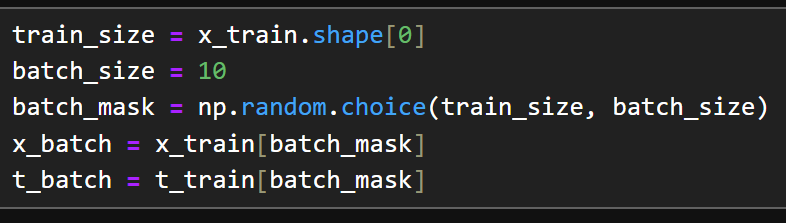 train_size = x_train.shape[0]
batch_size = 10
batch_mask = np.random.choice(train_size, batch_size)
x_batch = x_train[batch_mask]
t_batch = t_train[batch_mask]